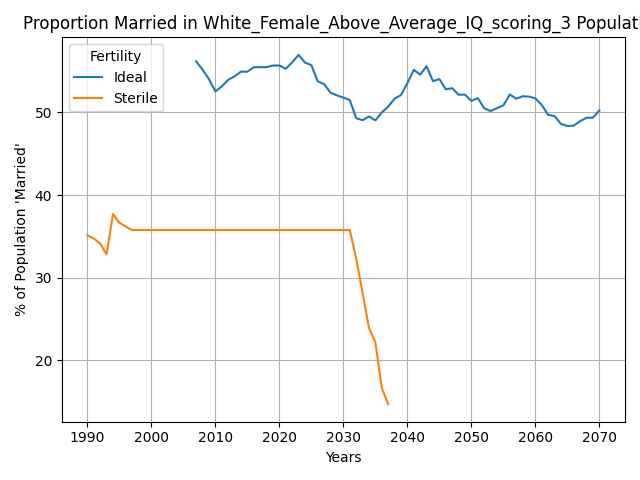 Proportion Married in White_Female_Above_Average_IQ_scoring_3 Populati
Fertility
Ideal
Sterile
% of Population 'Married'
50
40
30
20
1990 2000 2010 2020 2030 2040 2050 2060 2070
Years